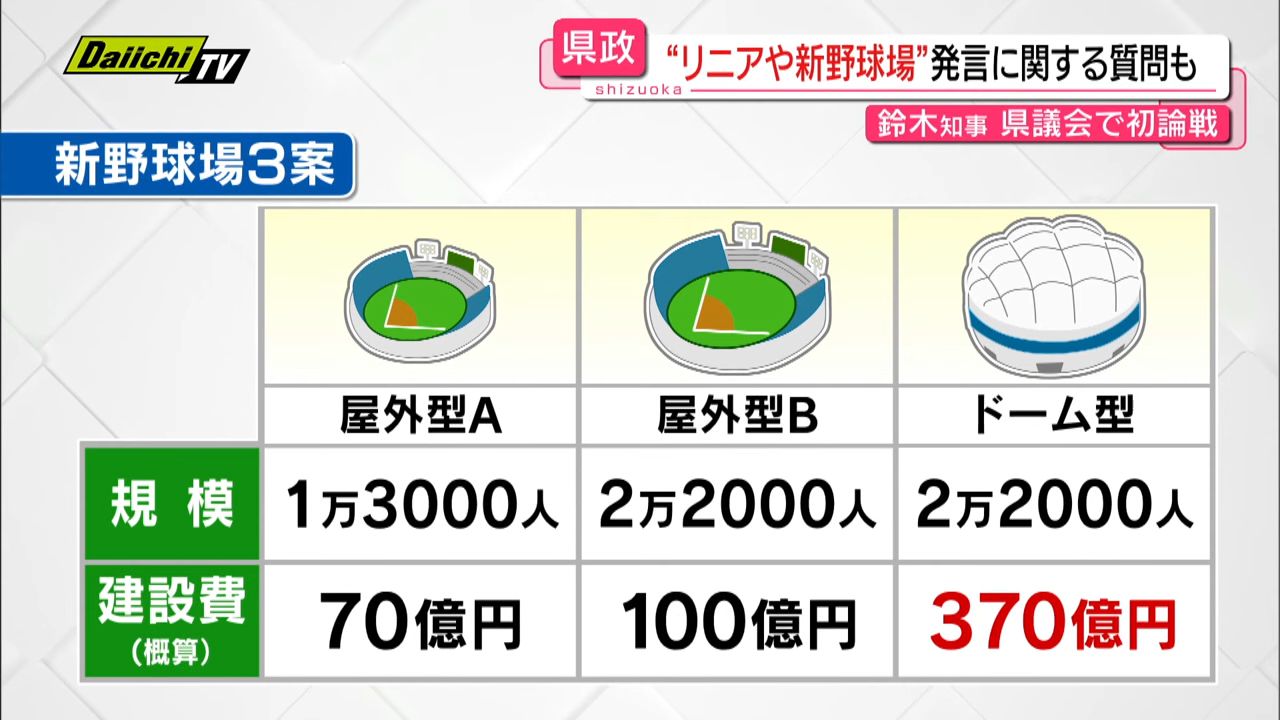 Daiichi TV
県政
shizuoka
“リニアや新野球場”発言に関する質問も
鈴木知事 県議会で初論戦
新野球場3案
屋外型A 屋外型B ドーム型
規模 1万3000人 2万2000人 2万2000人
建設費 70億円 100億円 370億円
(概算)